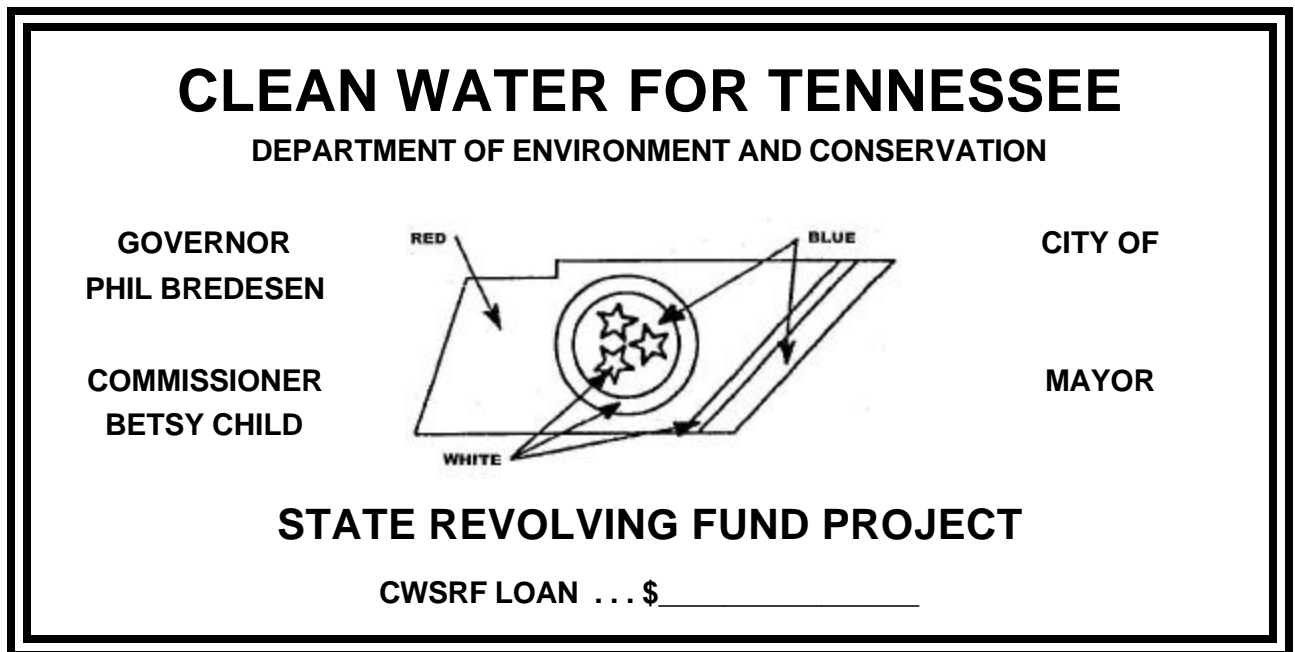 CLEAN WATER FOR TENNESSEE
DEPARTMENT OF ENVIRONMENT AND CONSERVATION
GOVERNOR
PHIL BREDESEN
COMMISSIONER
BETSY CHILD
RED
BLUE
WHITE
CITY OF
MAYOR
STATE REVOLVING FUND PROJECT
CWSRF LOAN . . . $________________